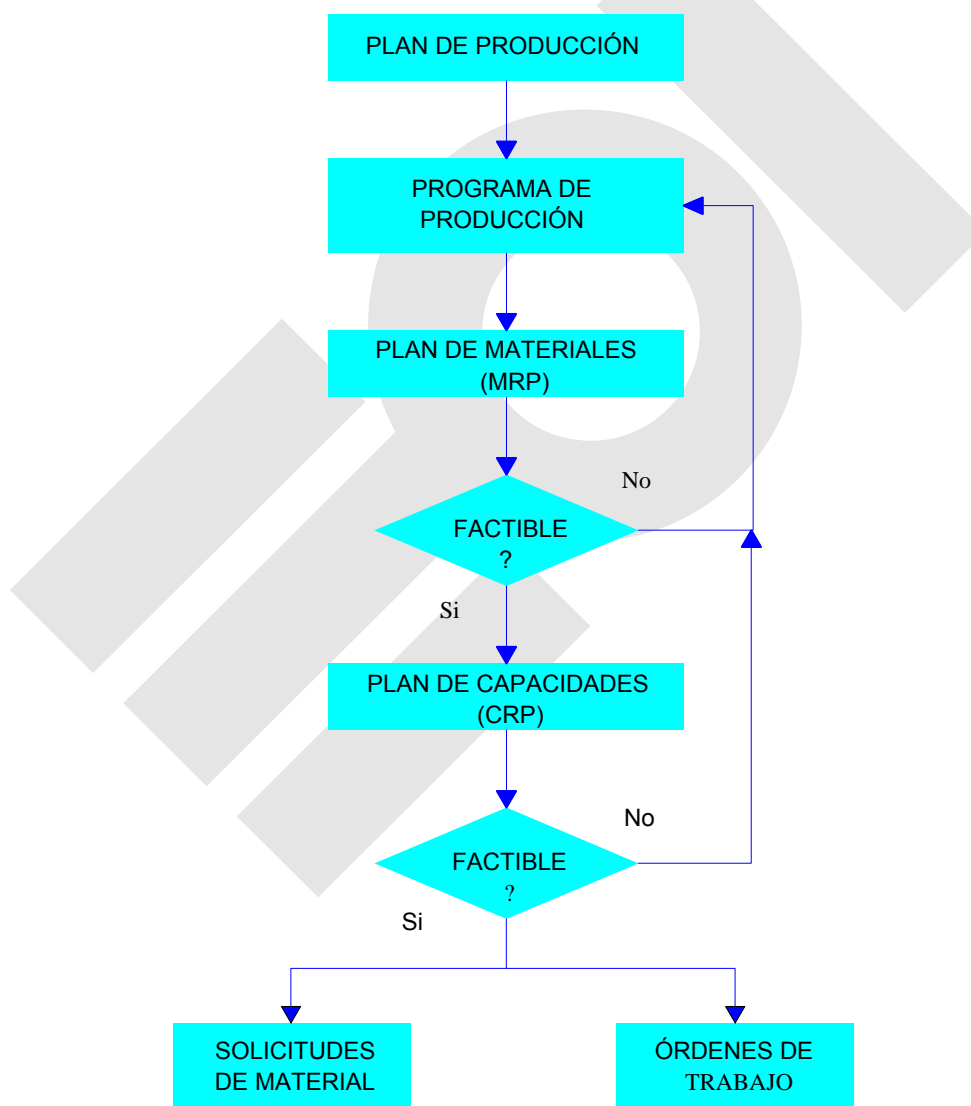 PLAN DE PRODUCCIÓN
PROGRAMA DE
PRODUCCIÓN
PLAN DE MATERIALES
(MRP)
No
FACTIBLE
?
Si
PLAN DE CAPACIDADES
(CRP)
No
FACTIBLE
?
Si
SOLICITUDES
DE MATERIAL
ÓRDENES DE
TRABAJO